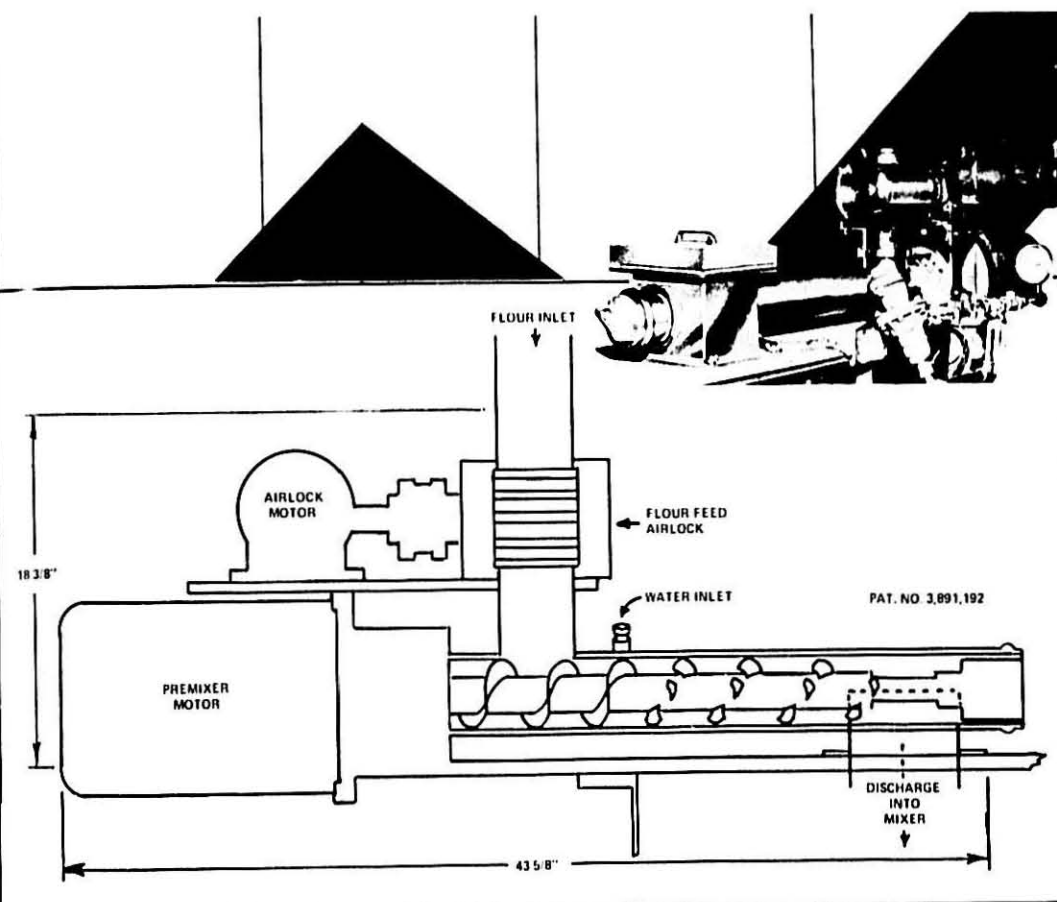 FLOUR INLET
AIRLOCK
MOTOR
FLOUR FEED
AIRLOCK
18 3/8"
WATER INLET
PAT. NO. 3,891,192
PREMIXER
MOTOR
DISCHARGE
INTO
MIXER
43 5/8"